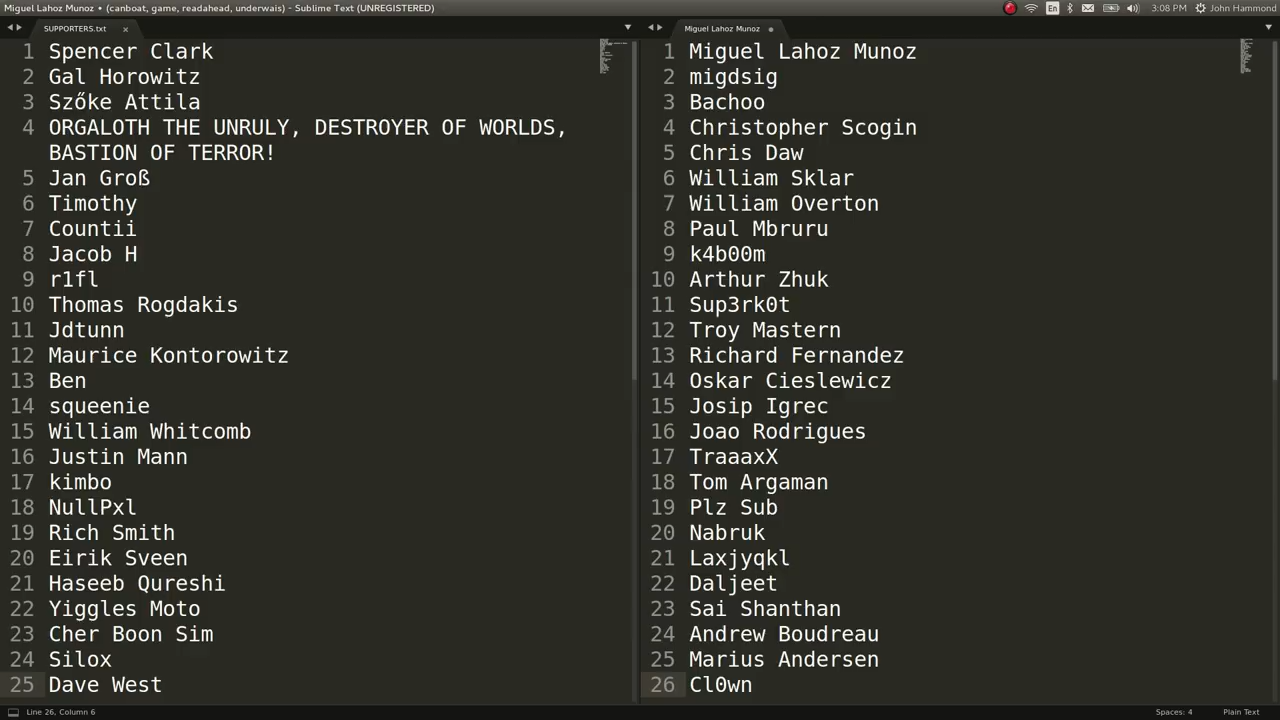 Miguel Lahoz Munoz • (canboat, game, readahead, underwais) - Sublime Text (UNREGISTERED)
En
3:08 PM
John Hammond
SUPPORTERS.txt
1 Spencer Clark
2 Gal Horowitz
3 Szőke Attila
4 ORGALOTH THE UNRULY, DESTROYER OF WORLDS,
BASTION OF TERROR!
5 Jan Groß
6 Timothy
7 Countii
8 Jacob H
9 r1fl
10 Thomas Rogdakis
11 Jdtunn
12 Maurice Kontorowitz
13 Ben
14 squeenie
15 William Whitcomb
16 Justin Mann
17 kimbo
18 NullPxl
19 Rich Smith
20 Eirik Sveen
21 Haseeb Qureshi
22 Yiggles Moto
23 Cher Boon Sim
24 Silox
25 Dave West
Miguel Lahoz Munoz
1 Miguel Lahoz Munoz
2 migdsig
3 Bachoo
4 Christopher Scogin
5 Chris Daw
6 William Sklar
7 William Overton
8 Paul Mbruru
9 k4b00m
10 Arthur Zhuk
11 Sup3rk0t
12 Troy Mastern
13 Richard Fernandez
14 Oskar Cieslewicz
15 Josip Igrec
16 Joao Rodrigues
17 TraaaxX
18 Tom Argaman
19 Plz Sub
20 Nabruk
21 Laxjyqkl
22 Daljeet
23 Sai Shanthan
24 Andrew Boudreau
25 Marius Andersen
26 Cl0wn
Line 26, Column 6
Spaces: 4
Plain Text